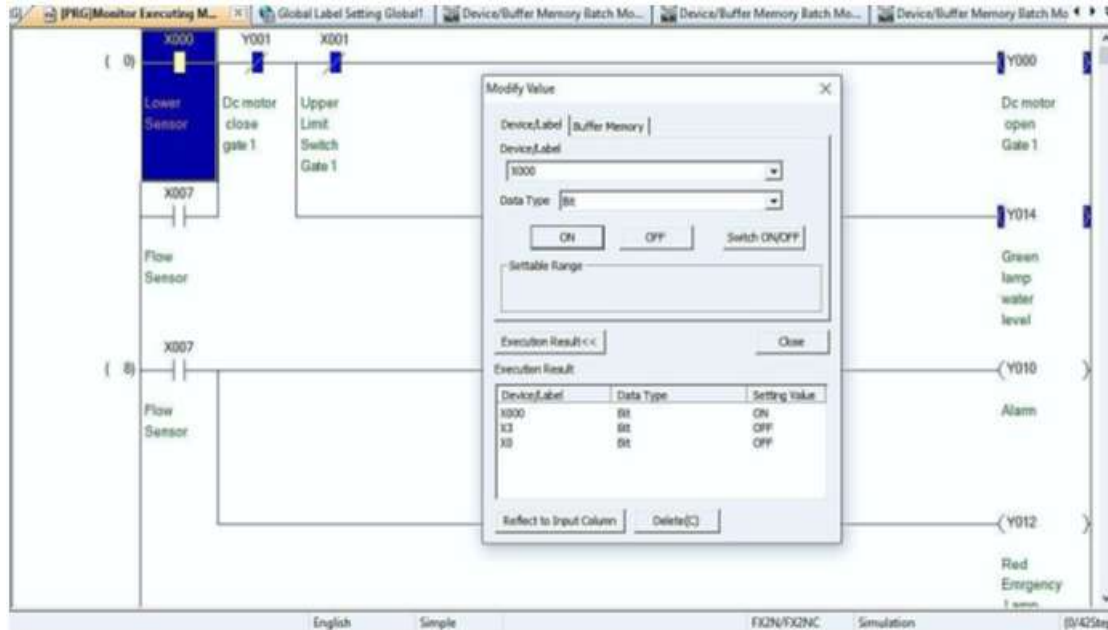 [PRG]Monitor Executing M...
Global Label Setting Global1
Device/Buffer Memory Batch Mo...
Device/Buffer Memory Batch Mo...
Device/Buffer Memory Batch Mo
X000
Y001
X001
( 0)
Y000
Lower
Sensor
Dc motor
close
gate 1
Upper
Limit
Switch
Gate 1
Dc motor
open
Gate 1
X007
Y014
Flow
Sensor
Green
lamp
water
level
X007
( 8)
Y010
Flow
Sensor
Alarm
Y012
Red
Emrgency
Lamp
Modify Value
Device/Label
Buffer Memory
Device/Label
X000
Data Type
Bit
ON
OFF
Switch ON/OFF
Settable Range
Execution Result<<
Close
Execution Result
Device/Label Data Type Setting Value
X000 Bit ON
X3 Bit OFF
X0 Bit OFF
Reflect to Input Column
Delete(C)
English
Simple
FX2N/FX2NC
Simulation
(0/42Step